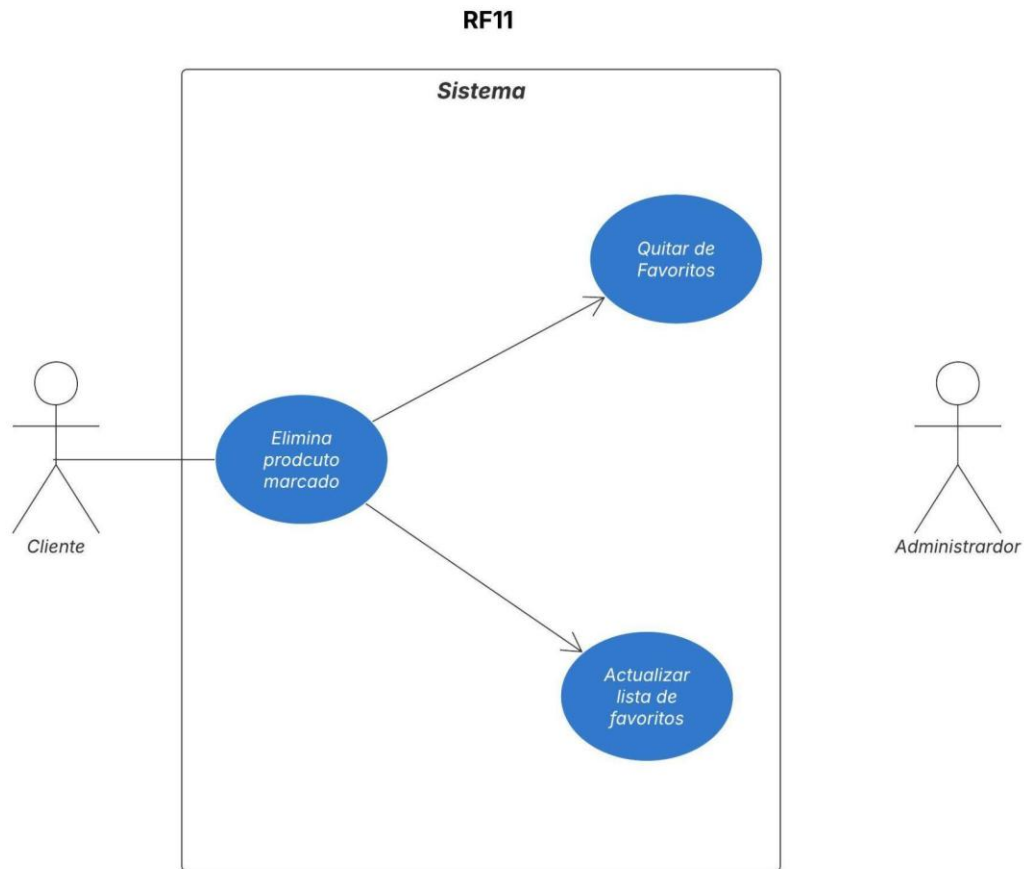 RF11
Sistema
Quitar de
Favoritos
Elimina
prodcuto
marcado
Cliente
Administrardor
Actualizar
lista de
favoritos